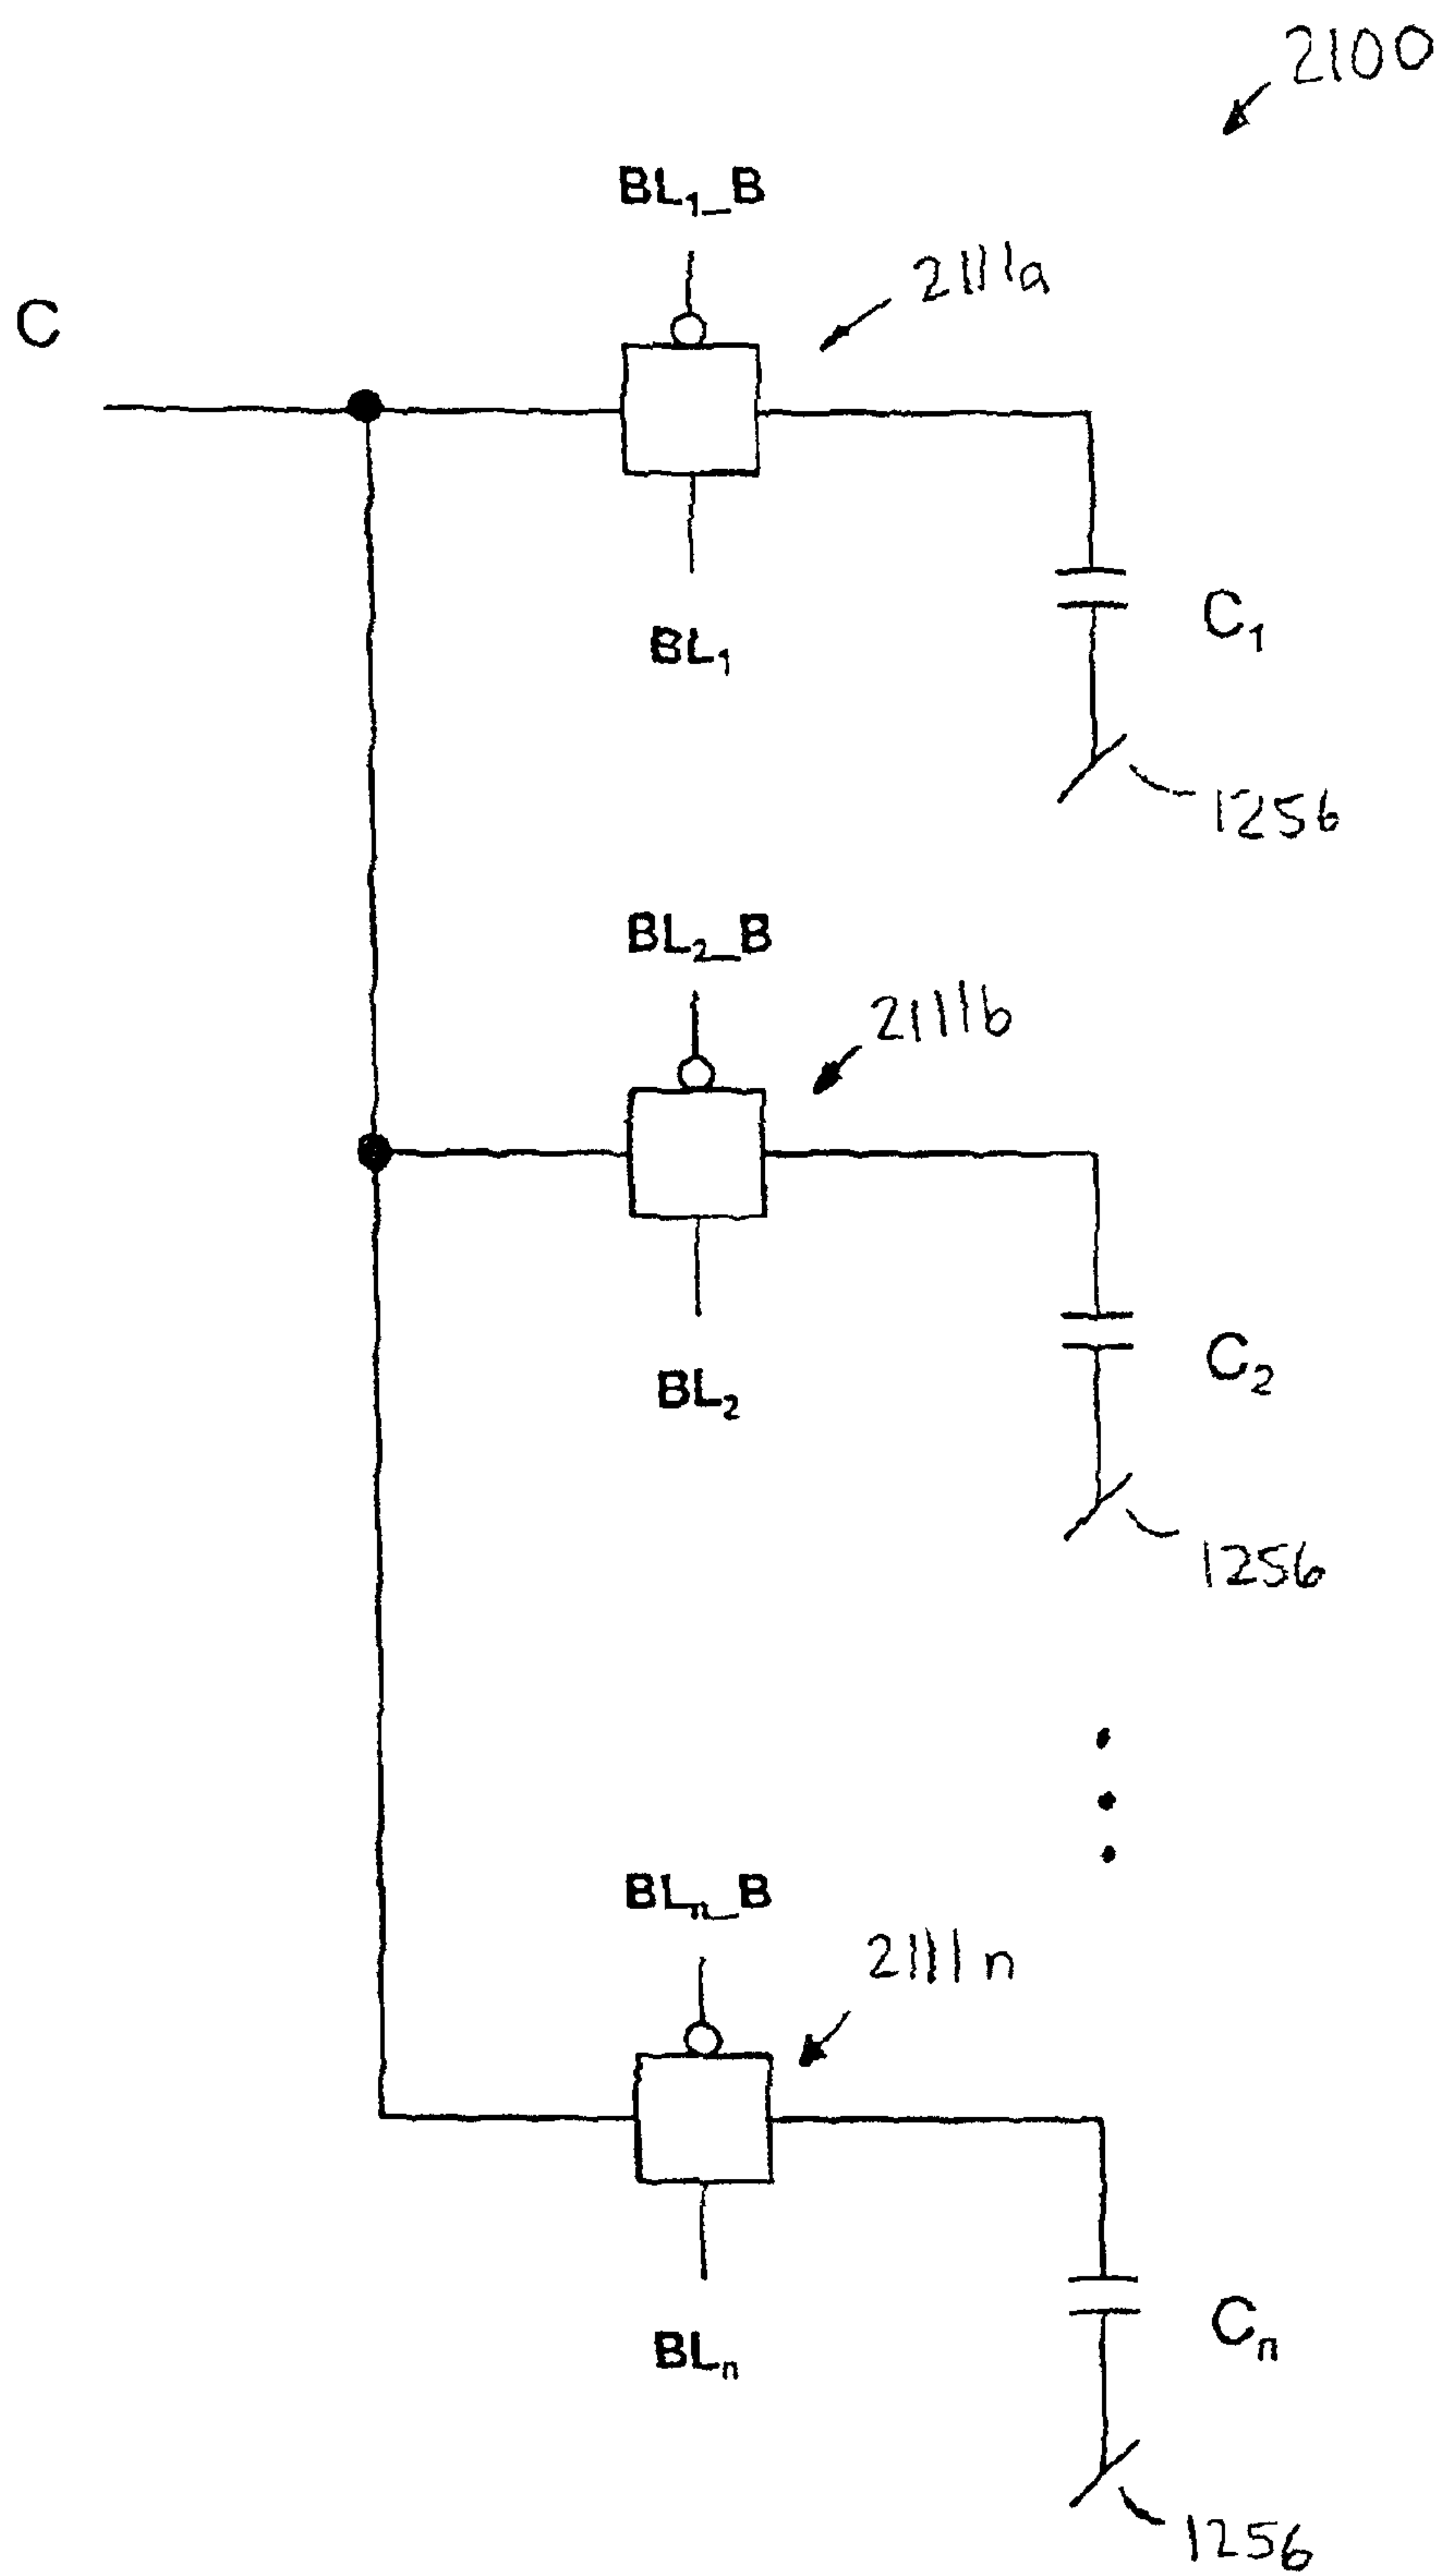 2100
BL₁_B
2111a
C
BL₁
C₁
1256
BL₂_B
2111b
BL₂
C₂
1256
BLₙ_B
2111n
BLₙ
Cₙ
1256